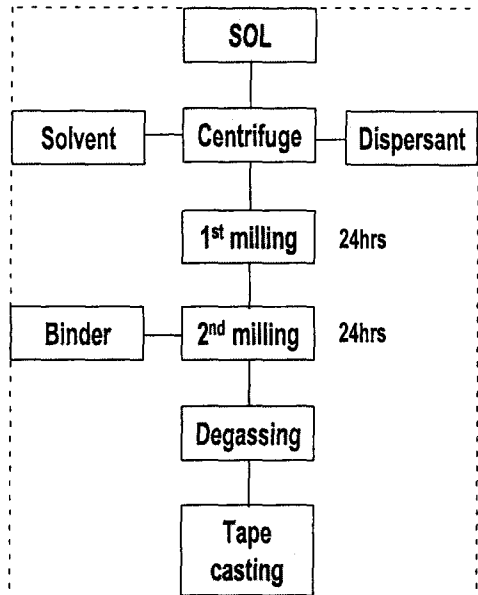 SOL
Solvent
Centrifuge
Dispersant
1st milling
24hrs
Binder
2nd milling
24hrs
Degassing
Tape
casting